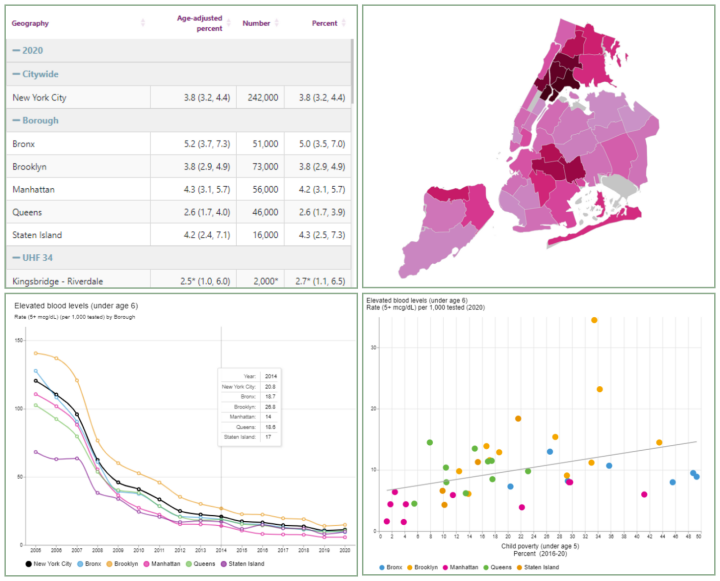 Geography Age-adjusted percent Number Percent
2020
Citywide
New York City 3.8 (3.2, 4.4) 242,000 3.8 (3.2, 4.4)
Borough
Bronx 5.2 (3.7, 7.3) 51,000 5.0 (3.5, 7.0)
Brooklyn 3.8 (2.9, 4.9) 73,000 3.8 (2.9, 4.9)
Manhattan 4.3 (3.1, 5.7) 56,000 4.2 (3.1, 5.7)
Queens 2.6 (1.7, 4.0) 46,000 2.6 (1.7, 3.9)
Staten Island 4.2 (2.4, 7.1) 16,000 4.3 (2.5, 7.3)
UHF 34
Kingsbridge - Riverdale 2.5* (1.0, 6.0) 2,000* 2.7* (1.1, 6.5)
Elevated blood levels (under age 6)
Rate (5+ mcg/dL) (per 1,000 tested) by Borough
150
100
50
0
Year: 2014
New York City: 20.8
Bronx: 18.7
Brooklyn: 26.8
Manhattan: 14
Queens: 18.6
Staten Island: 17
2005 2006 2007 2008 2009 2010 2011 2012 2013 2014 2015 2016 2017 2018 2019 2020
New York City Bronx Brooklyn Manhattan Queens Staten Island
Elevated blood levels (under age 6)
Rate (5+ mcg/dL) (per 1,000 tested) (2020)
30
20
10
0
0 2 4 6 8 10 12 14 16 18 20 22 24 26 28 30 32 34 36 38 40 42 44 46 48 50
Child poverty (under age 5)
Percent (2016-20)
Bronx Brooklyn Manhattan Queens Staten Island